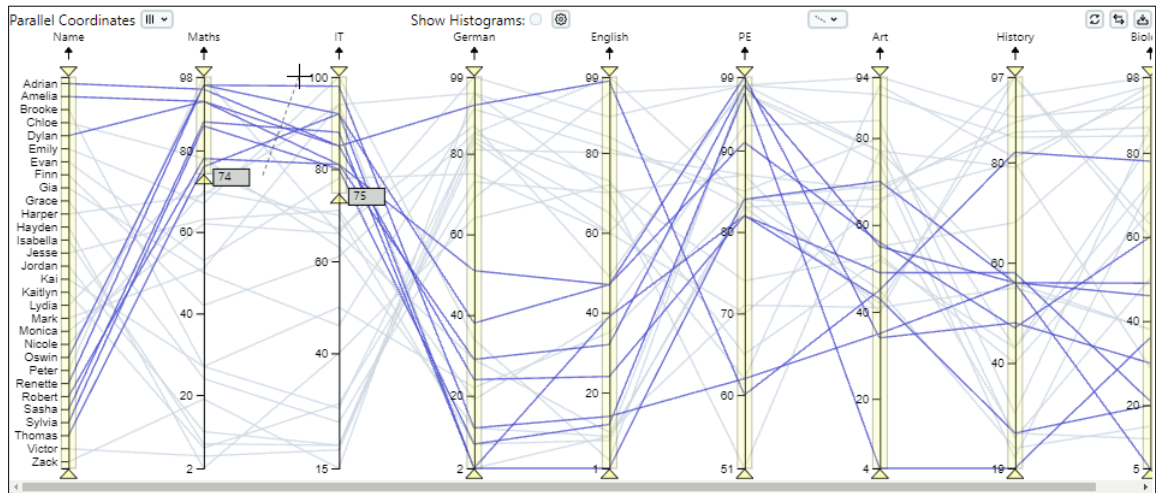 Parallel Coordinates Show Histograms:
Name Maths IT German English PE Art History Biol
98 100 99 99 99 94 97 98
Adrian
Amelia
Brooke
Chloe
Dylan
Emily
Evan
Finn
Gia
Grace
Harper
Hayden
Isabella
Jesse
Jordan
Kai
Kaitlyn
Lydia
Mark
Monica
Nicole
Oswin
Peter
Renette
Robert
Sasha
Sylvia
Thomas
Victor
Zack
80
74
60
40
20
2
80
75
60
40
15
80
60
40
20
2
80
60
40
20
1
90
80
70
60
51
80
60
40
20
4
80
60
40
19
80
60
40
20
5